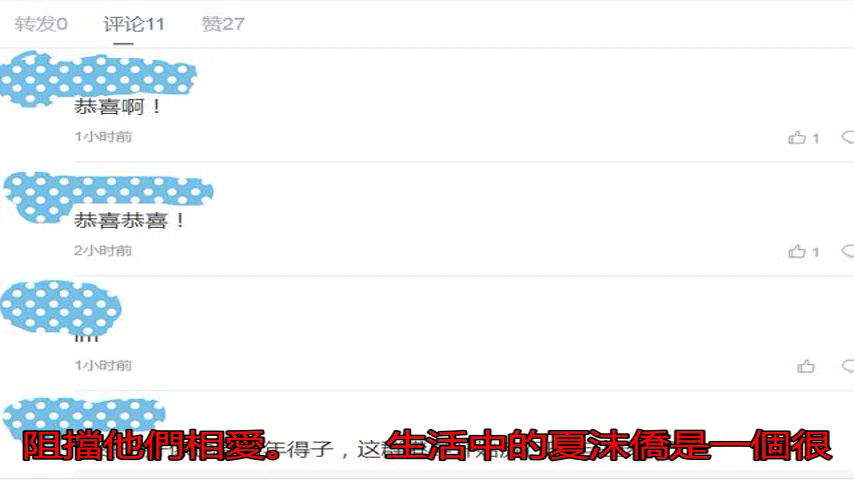 转发0 评论11 赞27
恭喜啊！
1小时前 1
恭喜恭喜！
2小时前 1
1小时前
年得子，这
阻擋他們相愛。 生活中的夏沫僑是一個很